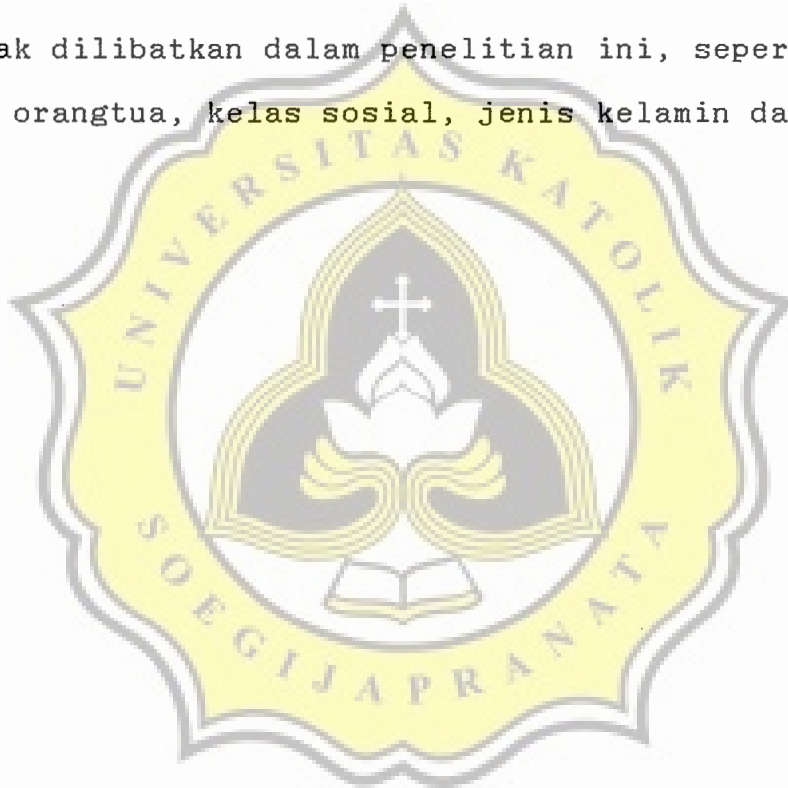 ak dilibatkan dalam penelitian ini, seper
orangtua, kelas sosial, jenis kelamin da
UNIVERSITAS KATOLIK
SOEGIJAPRANATA